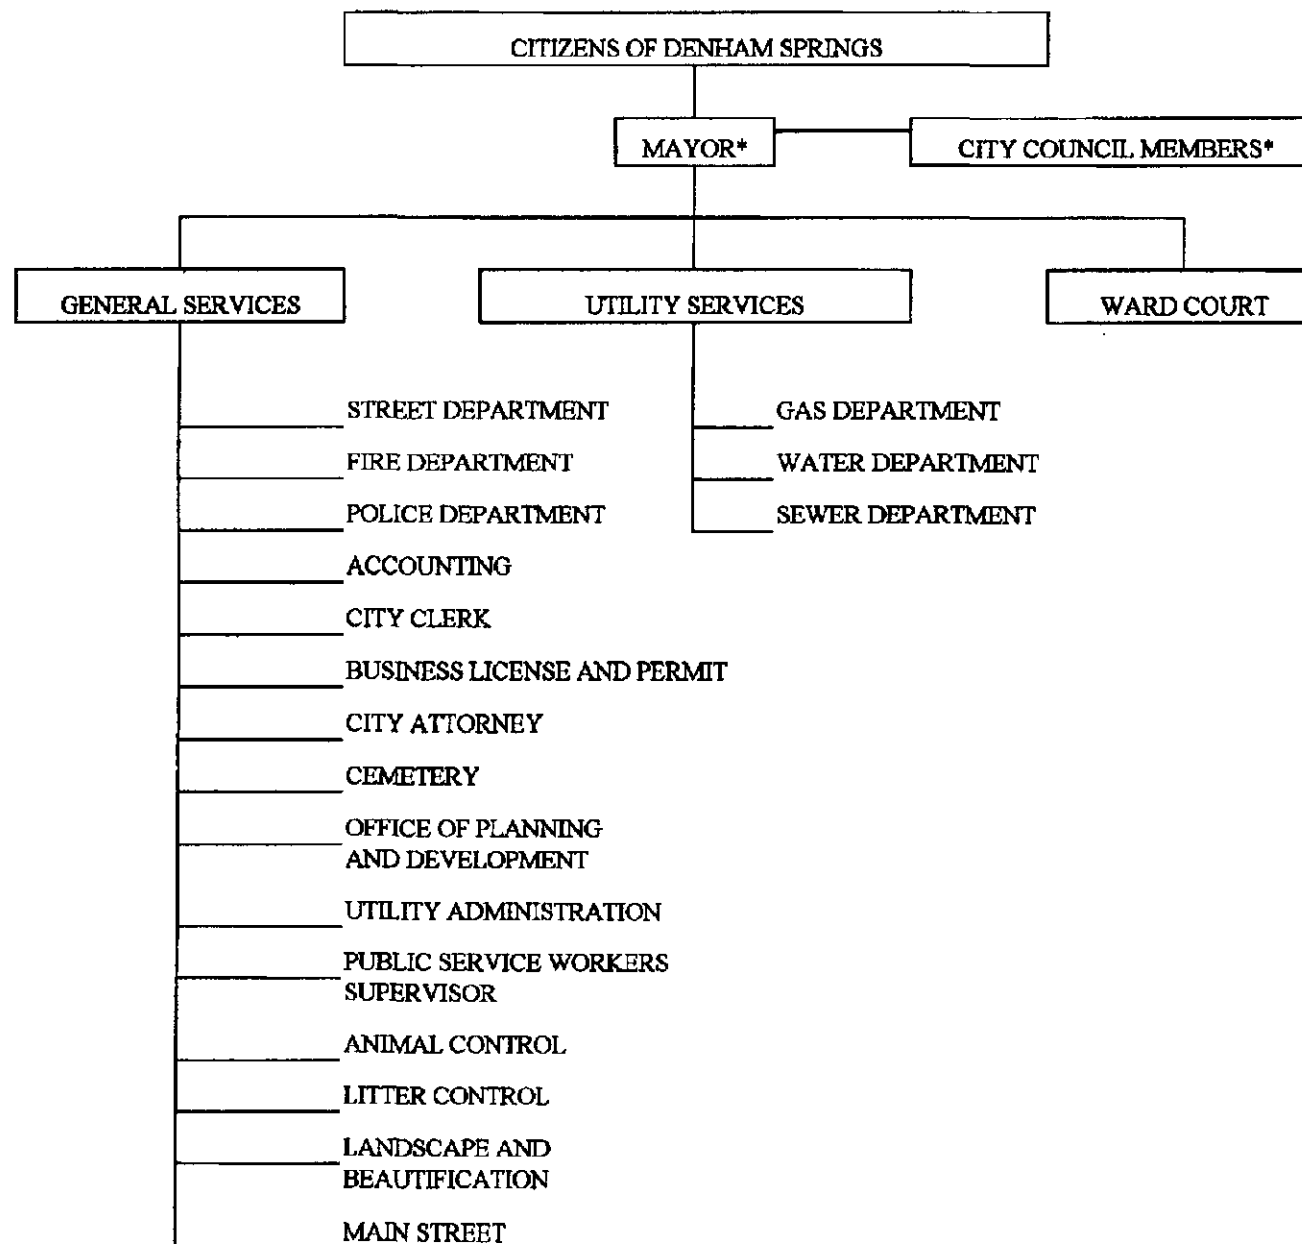 CITIZENS OF DENHAM SPRINGS
MAYOR*
CITY COUNCIL MEMBERS*
GENERAL SERVICES
UTILITY SERVICES
WARD COURT
STREET DEPARTMENT
FIRE DEPARTMENT
POLICE DEPARTMENT
ACCOUNTING
CITY CLERK
BUSINESS LICENSE AND PERMIT
CITY ATTORNEY
CEMETERY
OFFICE OF PLANNING
AND DEVELOPMENT
UTILITY ADMINISTRATION
PUBLIC SERVICE WORKERS
SUPERVISOR
ANIMAL CONTROL
LITTER CONTROL
LANDSCAPE AND
BEAUTIFICATION
MAIN STREET
GAS DEPARTMENT
WATER DEPARTMENT
SEWER DEPARTMENT